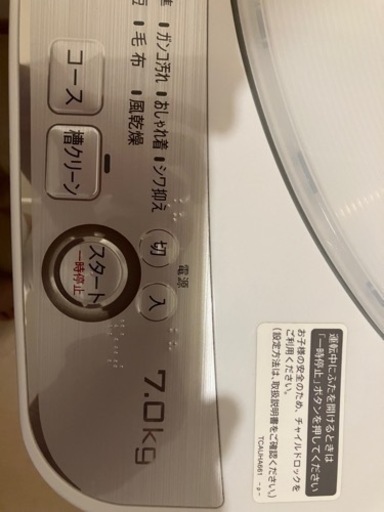 ・ガンコ汚れ・おしゃれ着・シワ抑え
・毛布 ・風乾燥
コース
槽クリーン
電源
切
入
スタート
一時停止
7.0kg
運転中にふたを開けるときは
「一時停止」ボタンを押してください
お子様の安全のため、チャイルドロックを
ご利用ください。
(設定方法は、取扱説明書をご確認ください。)
TCAUHA661